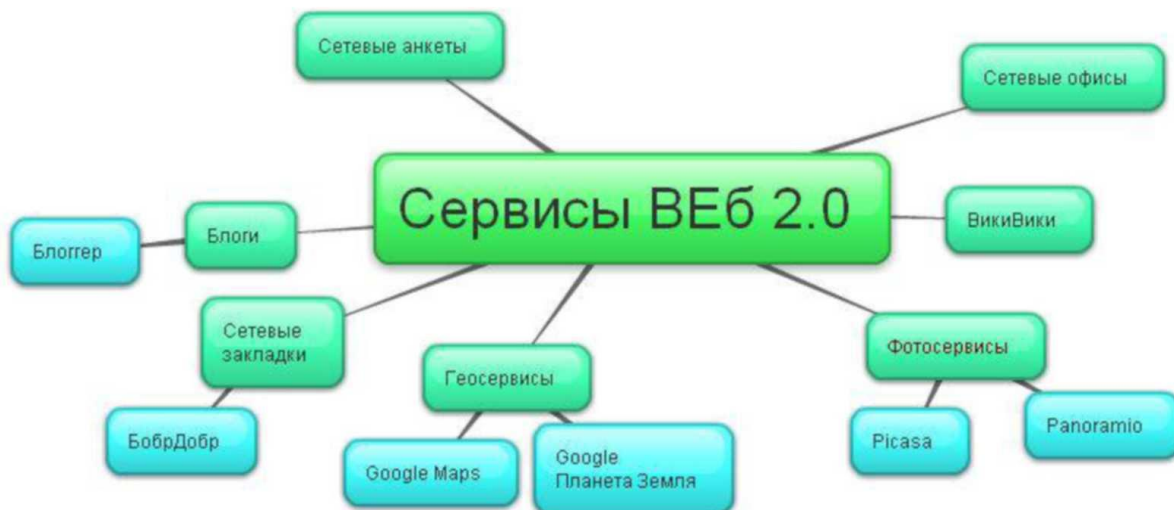 Сетевые анкеты
Сетевые офисы
Сервисы ВЕб 2.0
ВикиВики
Блоги
Блоггер
Сетевые
закладки
Геосервисы
Фотосервисы
БобрДобр
Google Maps
Google
Планета Земля
Picasa
Panoramio